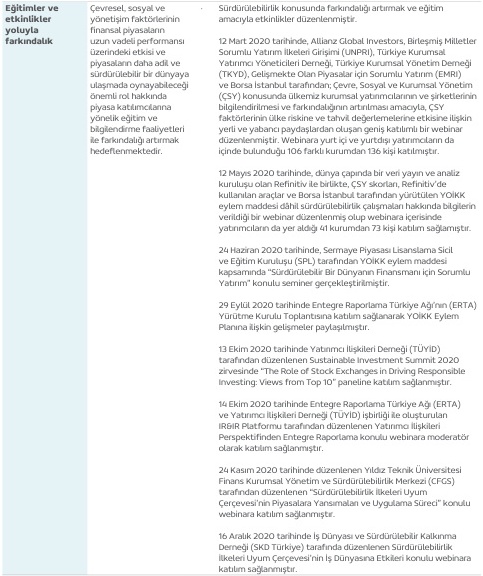 Eğitimler ve
etkinlikler
yoluyla
farkındalık
Çevresel, sosyal ve
yönetişim faktörlerinin
finansal piyasaların
uzun vadeli performansı
üzerindeki etkisi ve
piyasaların daha adil ve
sürdürülebilir bir dünyaya
ulaşmada oynayabileceği
önemli rol hakkında
piyasa katılımcılarına
yönelik eğitim ve
bilgilendirme faaliyetleri
ile farkındalığı artırmak
hedeflenmektedir.
·
Sürdürülebilirlik konusunda farkındalığı artırmak ve eğitim
amacıyla etkinlikler düzenlenmiştir.
12 Mart 2020 tarihinde, Allianz Global Investors, Birleşmiş Milletler
Sorumlu Yatırım İlkeleri Girişimi (UNPRI), Türkiye Kurumsal
Yatırımcı Yöneticileri Derneği, Türkiye Kurumsal Yönetim Derneği
(TKYD), Gelişmekte Olan Piyasalar için Sorumlu Yatırım (EMRI)
ve Borsa İstanbul tarafından; Çevre, Sosyal ve Kurumsal Yönetim
(ÇSY) konusunda ülkemiz kurumsal yatırımcılarının ve şirketlerinin
bilgilendirilmesi ve farkındalığının artırılması amacıyla, ÇSY
faktörlerinin ülke riskine ve tahvil değerlemelerine etkisine ilişkin
yerli ve yabancı paydaşlardan oluşan geniş katılımlı bir webinar
düzenlenmiştir. Webinara yurt içi ve yurtdışı yatırımcıların da
içinde bulunduğu 106 farklı kurumdan 136 kişi katılmıştır.
12 Mayıs 2020 tarihinde, dünya çapında bir veri yayın ve analiz
kuruluşu olan Refinitiv ile birlikte, ÇSY skorları, Refinitiv'de
kullanılan araçlar ve Borsa İstanbul tarafından yürütülen YOİKK
eylem maddesi dâhil sürdürülebilirlik çalışmaları hakkında bilgilerin
verildiği bir webinar düzenlenmiş olup webinara içerisinde
yatırımcıların da yer aldığı 41 kurumdan 73 kişi katılım sağlamıştır.
24 Haziran 2020 tarihinde, Sermaye Piyasası Lisanslama Sicil
ve Eğitim Kuruluşu (SPL) tarafından YOİKK eylem maddesi
kapsamında "Sürdürülebilir Bir Dünyanın Finansmanı için Sorumlu
Yatırım" konulu seminer gerçekleştirilmiştir.
29 Eylül 2020 tarihinde Entegre Raporlama Türkiye Ağı'nın (ERTA)
Yürütme Kurulu Toplantısına katılım sağlanarak YOİKK Eylem
Planına ilişkin gelişmeler paylaşılmıştır.
13 Ekim 2020 tarihinde Yatırımcı İlişkileri Derneği (TÜYİD)
tarafından düzenlenen Sustainable Investment Summit 2020
zirvesinde "The Role of Stock Exchanges in Driving Responsible
Investing: Views from Top 10" paneline katılım sağlanmıştır.
14 Ekim 2020 tarihinde Entegre Raporlama Türkiye Ağı (ERTA)
ve Yatırımcı İlişkileri Derneği (TÜYİD) işbirliği ile oluşturulan
IR&IR Platformu tarafından düzenlenen Yatırımcı İlişkileri
Perspektifinden Entegre Raporlama konulu webinara moderatör
olarak katılım sağlanmıştır.
24 Kasım 2020 tarihinde düzenlenen Yıldız Teknik Üniversitesi
Finans Kurumsal Yönetim ve Sürdürülebilirlik Merkezi (CFGS)
tarafından düzenlenen "Sürdürülebilirlik İlkeleri Uyum
Çerçevesi'nin Piyasalara Yansımaları ve Uygulama Süreci" konulu
webinara katılım sağlanmıştır.
16 Aralık 2020 tarihinde İş Dünyası ve Sürdürülebilir Kalkınma
Derneği (SKD Türkiye) tarafında düzenlenen Sürdürülebilirlik
İlkeleri Uyum Çerçevesi'nin İş Dünyasına Etkileri konulu webinara
katılım sağlanmıştır.